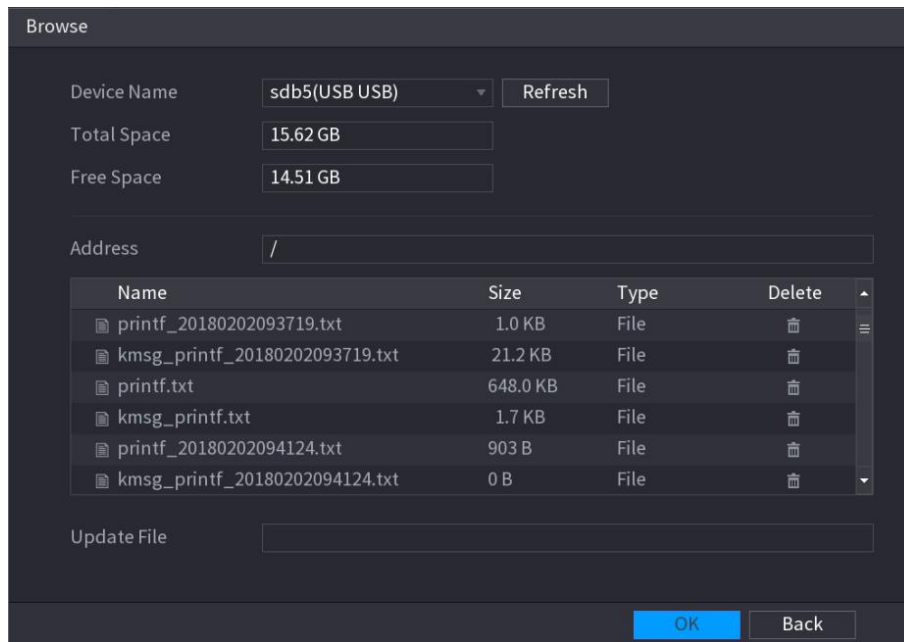 Browse
Device Name sdb5(USB USB) Refresh
Total Space 15.62 GB
Free Space 14.51 GB
Address /
Name Size Type Delete
printf_20180202093719.txt 1.0 KB File
kmsg_printf_20180202093719.txt 21.2 KB File
printf.txt 648.0 KB File
kmsg_printf.txt 1.7 KB File
printf_20180202094124.txt 903 B File
kmsg_printf_20180202094124.txt 0 B File
Update File
OK Back